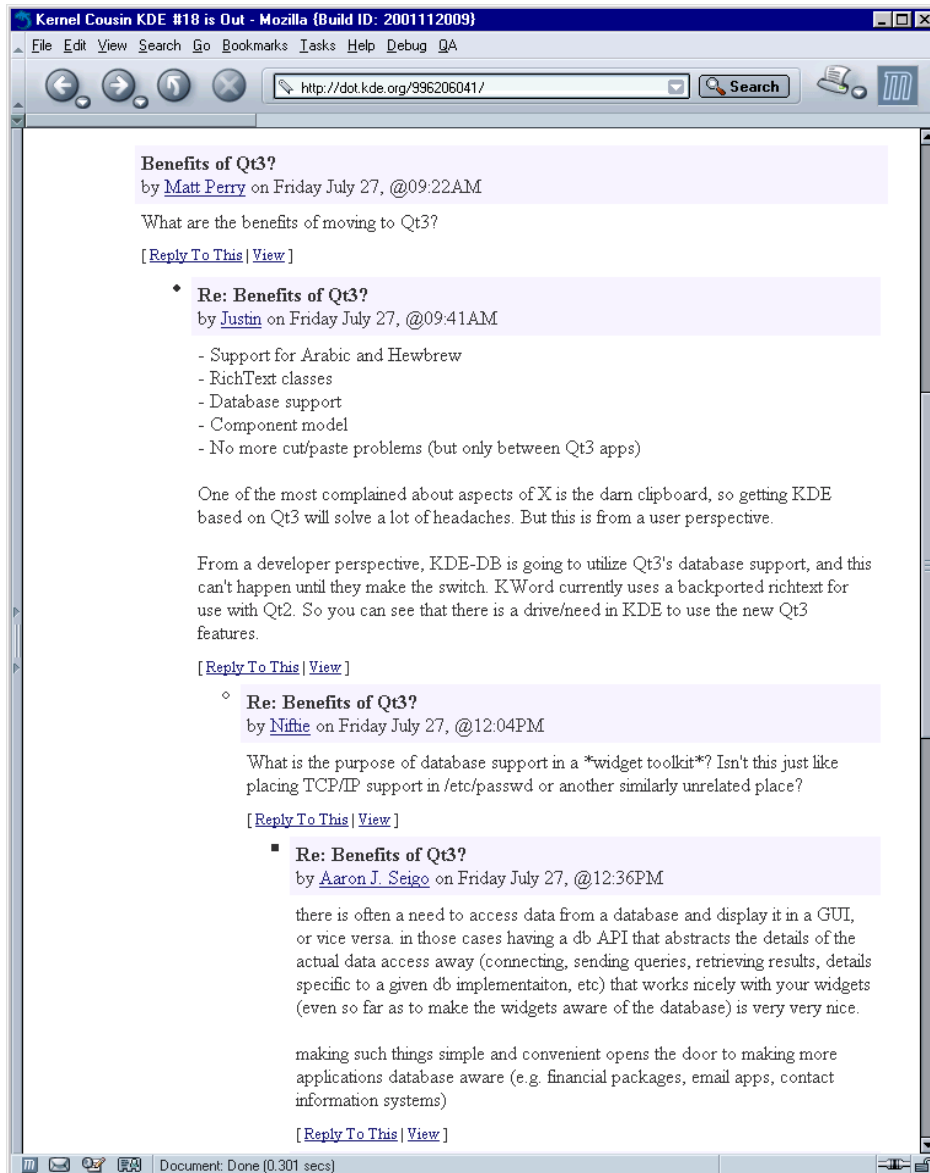 Kernel Cousin KDE #18 is Out - Mozilla {Build ID: 2001112009}
File Edit View Search Go Bookmarks Tasks Help Debug QA
http://dot.kde.org/996206041/ Search
Benefits of Qt3?
by Matt Perry on Friday July 27, @09:22AM
What are the benefits of moving to Qt3?
[ Reply To This | View ]
Re: Benefits of Qt3?
by Justin on Friday July 27, @09:41AM
- Support for Arabic and Hewbrew
- RichText classes
- Database support
- Component model
- No more cut/paste problems (but only between Qt3 apps)
One of the most complained about aspects of X is the darn clipboard, so getting KDE
based on Qt3 will solve a lot of headaches. But this is from a user perspective.
From a developer perspective, KDE-DB is going to utilize Qt3's database support, and this
can't happen until they make the switch. KWord currently uses a backported richtext for
use with Qt2. So you can see that there is a drive/need in KDE to use the new Qt3
features.
[ Reply To This | View ]
Re: Benefits of Qt3?
by Niftie on Friday July 27, @12:04PM
What is the purpose of database support in a *widget toolkit*? Isn't this just like
placing TCP/IP support in /etc/passwd or another similarly unrelated place?
[ Reply To This | View ]
Re: Benefits of Qt3?
by Aaron J. Seigo on Friday July 27, @12:36PM
there is often a need to access data from a database and display it in a GUI,
or vice versa. in those cases having a db API that abstracts the details of the
actual data access away (connecting, sending queries, retrieving results, details
specific to a given db implementaiton, etc) that works nicely with your widgets
(even so far as to make the widgets aware of the database) is very very nice.
making such things simple and convenient opens the door to making more
applications database aware (e.g. financial packages, email apps, contact
information systems)
[ Reply To This | View ]
Document: Done (0.301 secs)